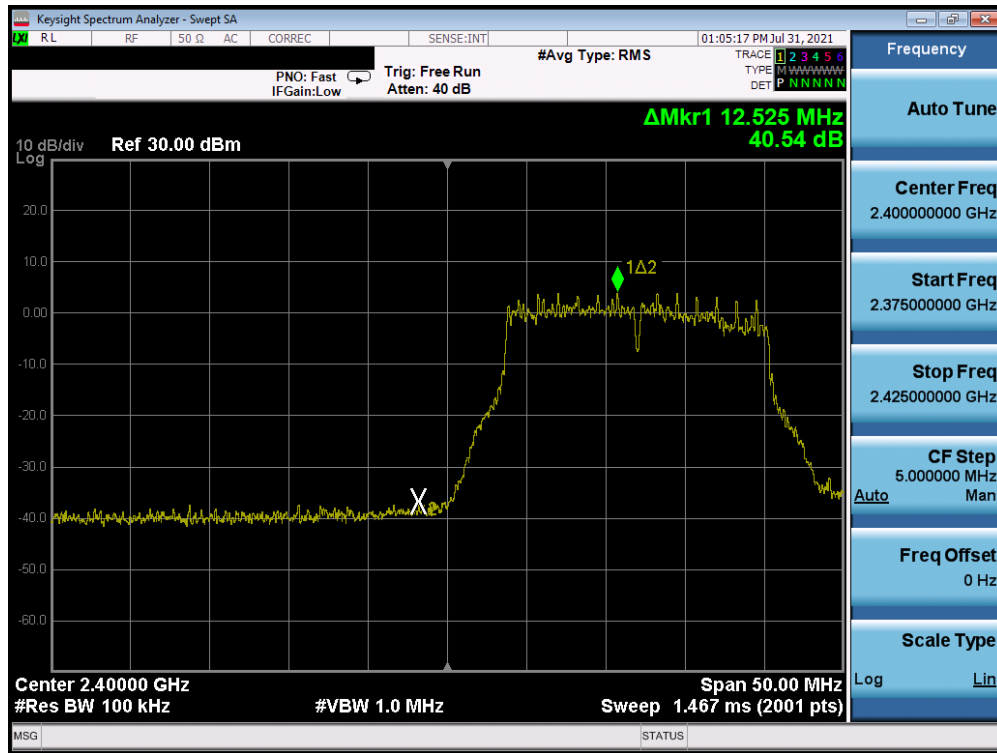 Keysight Spectrum Analyzer - Swept SA
LXI RL RF 50 Ω AC CORREC SENSE:INT 01:05:17 PM Jul 31, 2021
#Avg Type: RMS TRACE 1 2 3 4 5 6
PNO: Fast Trig: Free Run TYPE M W W W W W
IFGain:Low Atten: 40 dB DET P N N N N N
ΔMkr1 12.525 MHz
40.54 dB
10 dB/div Ref 30.00 dBm
Log
20.0
10.0
1Δ2
0.00
-10.0
-20.0
-30.0
X
-40.0
-50.0
-60.0
Center 2.40000 GHz Span 50.00 MHz
#Res BW 100 kHz #VBW 1.0 MHz Sweep 1.467 ms (2001 pts)
MSG STATUS
Frequency
Auto Tune
Center Freq
2.400000000 GHz
Start Freq
2.375000000 GHz
Stop Freq
2.425000000 GHz
CF Step
5.000000 MHz
Auto Man
Freq Offset
0 Hz
Scale Type
Log Lin